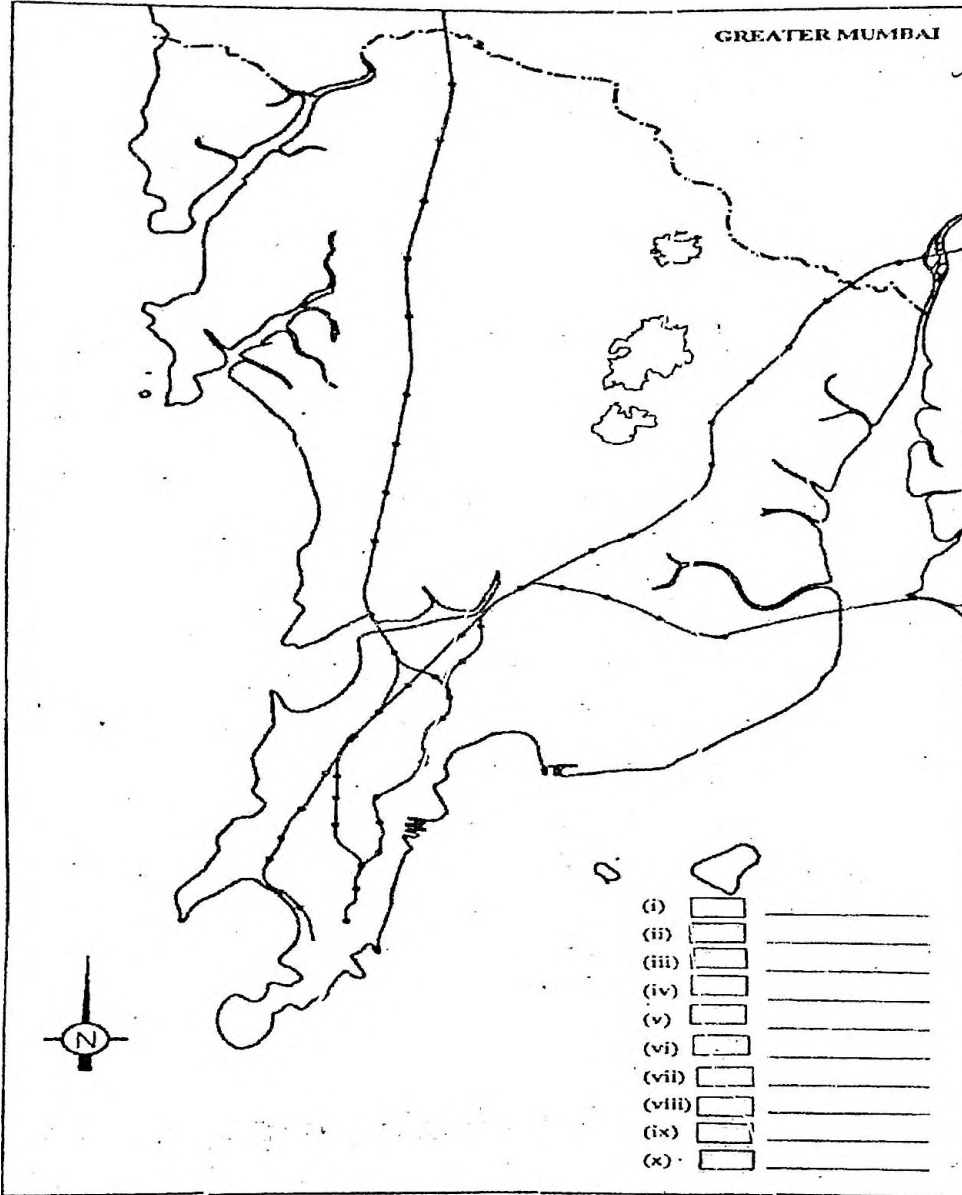 GREATER MUMBAI
(i)
(ii)
(iii)
(iv)
(v)
(vi)
(vii)
(viii)
(ix)
(x)
N